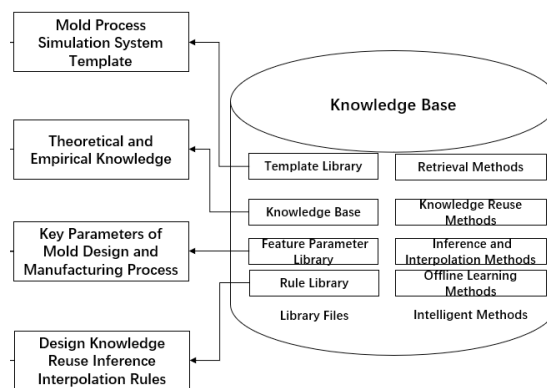 Mold Process
Simulation System
Template
Theoretical and
Empirical Knowledge
Key Parameters of
Mold Design and
Manufacturing Process
Design Knowledge
Reuse Inference
Interpolation Rules
Knowledge Base
Template Library
Retrieval Methods
Knowledge Base
Knowledge Reuse
Methods
Feature Parameter
Library
Inference and
Interpolation Methods
Rule Library
Offline Learning
Methods
Library Files
Intelligent Methods